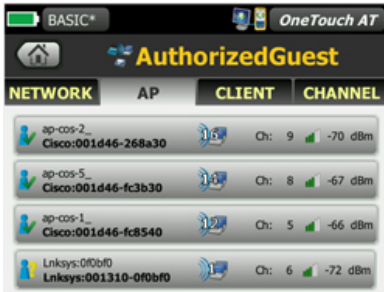 BASIC* OneTouch AT
AuthorizedGuest
NETWORK AP CLIENT CHANNEL
ap-cos-2_
Cisco:001d46-268a30 16 Ch: 9 -70 dBm
ap-cos-5_
Cisco:001d46-fc3b30 Ch: 8 -67 dBm
ap-cos-1_
Cisco:001d46-fc8540 12 Ch: 5 -66 dBm
Lnksys:0f0bf0
Lnksys:001310-0f0bf0 1 Ch: 6 -72 dBm